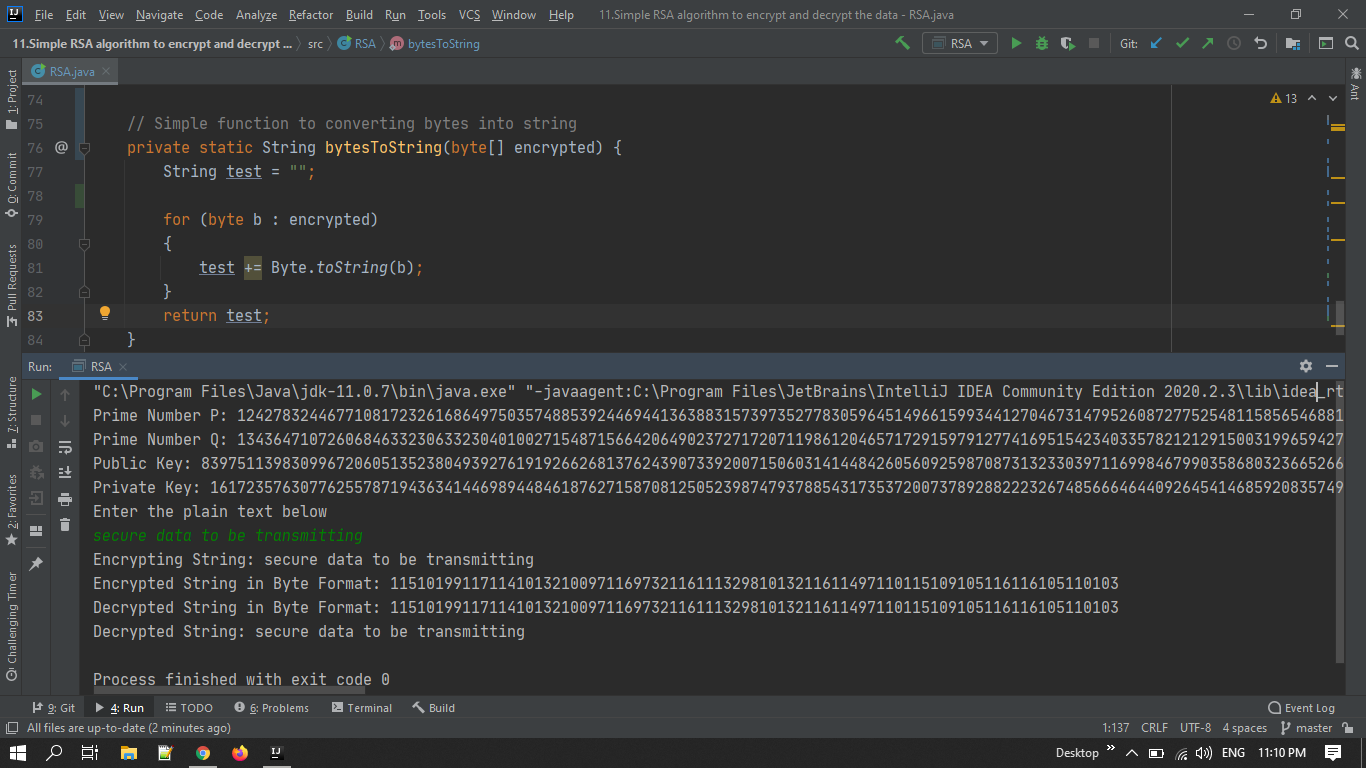 File Edit View Navigate Code Analyze Refactor Build Run Tools VCS Window Help 11.Simple RSA algorithm to encrypt and decrypt the data - RSA.java
11.Simple RSA algorithm to encrypt and decrypt ... src RSA bytesToString RSA Git:
1: Project
0: Commit
Pull Requests
7: Structure
2: Favorites
Challenging Timer
Ant
RSA.java
13
74
75 // Simple function to converting bytes into string
76 @ private static String bytesToString(byte[] encrypted) {
77 String test = "";
78
79 for (byte b : encrypted)
80 {
81 test += Byte.toString(b);
82 }
83 return test;
84 }
Run: RSA
"C:\Program Files\Java\jdk-11.0.7\bin\java.exe" "-javaagent:C:\Program Files\JetBrains\IntelliJ IDEA Community Edition 2020.2.3\lib\idea_rt
Prime Number P: 
Prime Number Q: 
Public Key: 
Private Key: 
Enter the plain text below
secure data to be transmitting
Encrypting String: secure data to be transmitting
Encrypted String in Byte Format: 1151019911711410132100971169732116111329810132116114971101151091051161161051​10103
Decrypted String in Byte Format: 1151019911711410132100971169732116111329810132116114971101151091051161161051​10103
Decrypted String: secure data to be transmitting
Process finished with exit code 0
9: Git 4: Run TODO 6: Problems Terminal Build Event Log
All files are up-to-date (2 minutes ago) 1:137 CRLF UTF-8 4 spaces master
Desktop ENG 11:10 PM